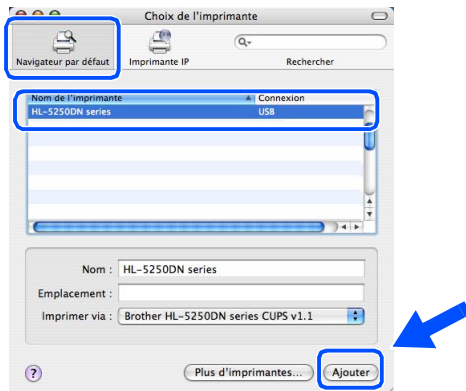 Choix de l'imprimante
Navigateur par défaut Imprimante IP Rechercher
Nom de l'imprimante Connexion
HL-5250DN series USB
Nom : HL-5250DN series
Emplacement :
Imprimer via : Brother HL-5250DN series CUPS v1.1
? Plus d'imprimantes... Ajouter